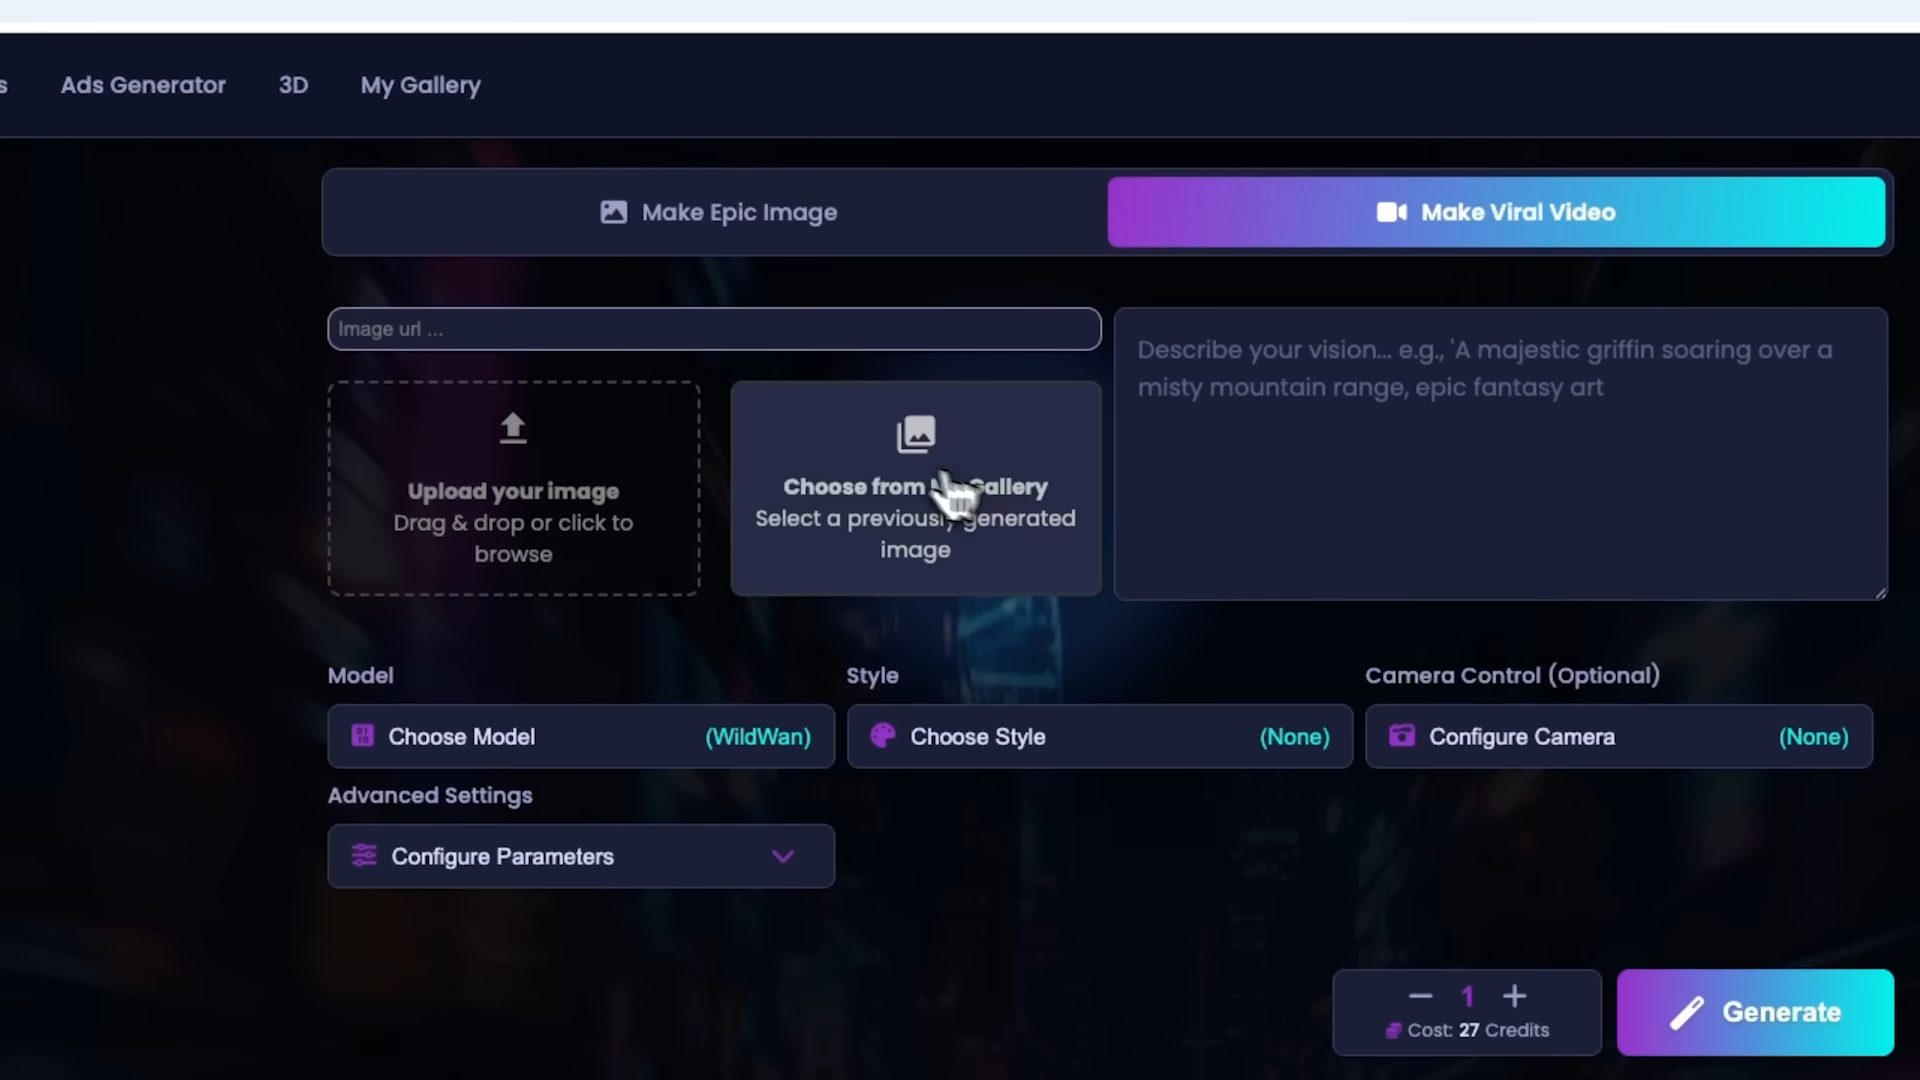 s Ads Generator 3D My Gallery
Make Epic Image
Make Viral Video
Image url ...
Describe your vision... e.g., 'A majestic griffin soaring over a
misty mountain range, epic fantasy art
Upload your image
Drag & drop or click to
browse
Choose from Gallery
Select a previously generated
image
Model
Choose Model (WildWan)
Style
Choose Style (None)
Camera Control (Optional)
Configure Camera (None)
Advanced Settings
Configure Parameters
1
Cost: 27 Credits
Generate